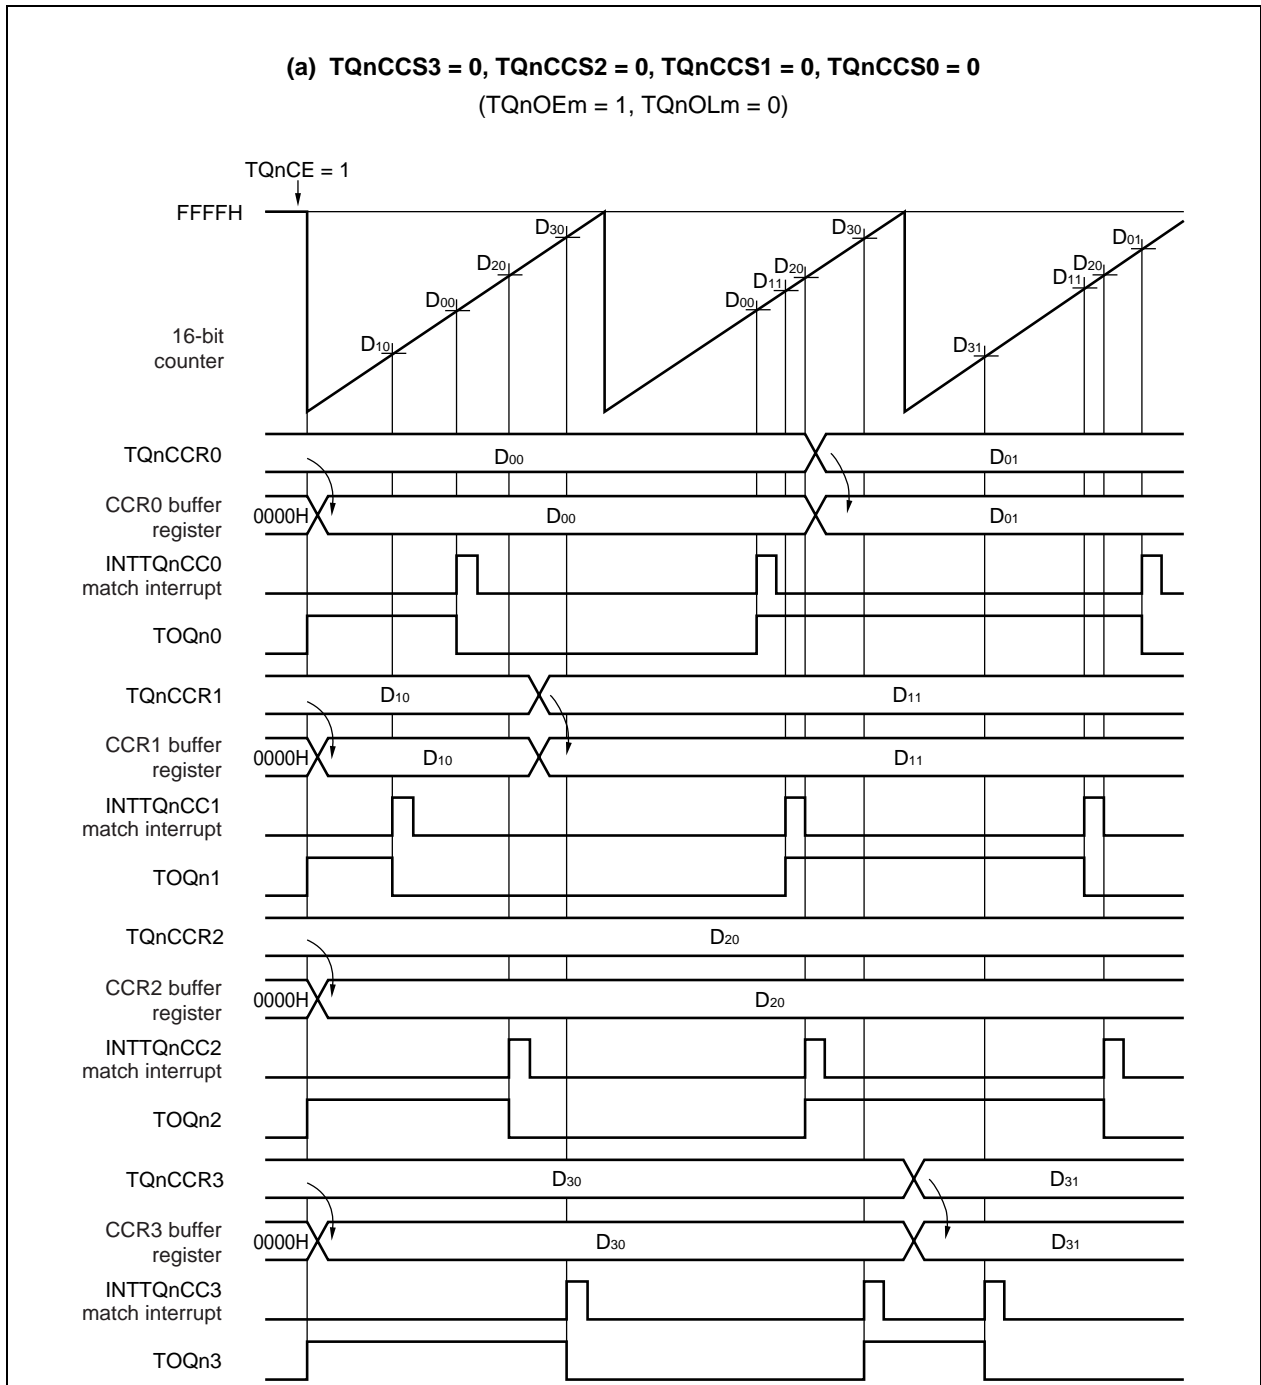 (a) TQnCCS3 = 0, TQnCCS2 = 0, TQnCCS1 = 0, TQnCCS0 = 0
(TQnOEm = 1, TQnOLm = 0)
TQnCE = 1
FFFFH
D30
D30
D01
D20
D20
D20
D11
D11
D00
D00
16-bit
counter
D10
D31
TQnCCR0
D00
D01
CCR0 buffer
register
0000H
D00
D01
INTTQnCC0
match interrupt
TOQn0
TQnCCR1
D10
D11
CCR1 buffer
register
0000H
D10
D11
INTTQnCC1
match interrupt
TOQn1
TQnCCR2
D20
CCR2 buffer
register
0000H
D20
INTTQnCC2
match interrupt
TOQn2
TQnCCR3
D30
D31
CCR3 buffer
register
0000H
D30
D31
INTTQnCC3
match interrupt
TOQn3